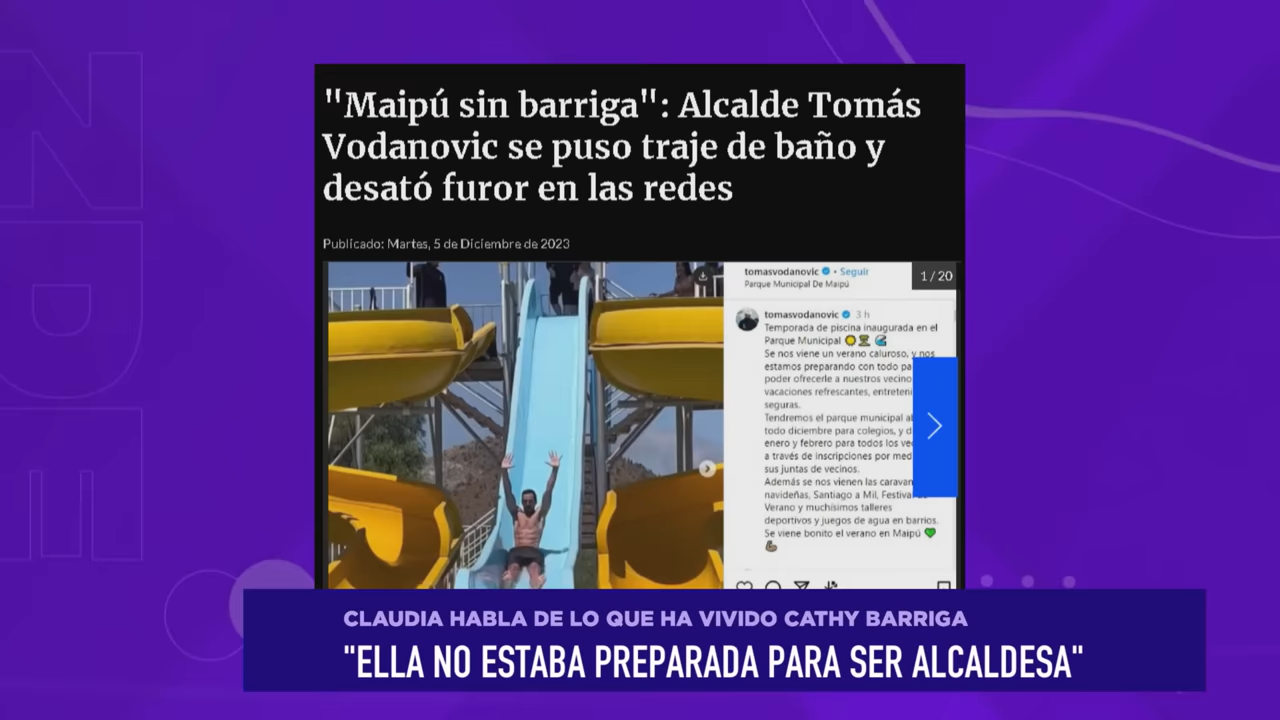 "Maipú sin barriga": Alcalde Tomás
Vodanovic se puso traje de baño y
desató furor en las redes
Publicado: Martes, 5 de Diciembre de 2023
tomasvodanovic • Seguir
Parque Municipal De Maipú
1 / 20
tomasvodanovic 3 h
Temporada de piscina inaugurada en el
Parque Municipal
Se nos viene un verano caluroso, y nos
estamos preparando con todo
poder ofrecerle a nuestros
vacaciones refrescantes,
seguras.
Tendremos el parque municipal
todo diciembre para colegios, y
enero y febrero para todos los
a través de inscripciones por
sus juntas de vecinos.
Además se nos vienen las
navideñas, Santiago a Mil,
Verano y muchísimos talleres
deportivos y juegos de agua en barrios.
Se viene bonito el verano en Maipú 💚
💪
CLAUDIA HABLA DE LO QUE HA VIVIDO CATHY BARRIGA
"ELLA NO ESTABA PREPARADA PARA SER ALCALDESA"